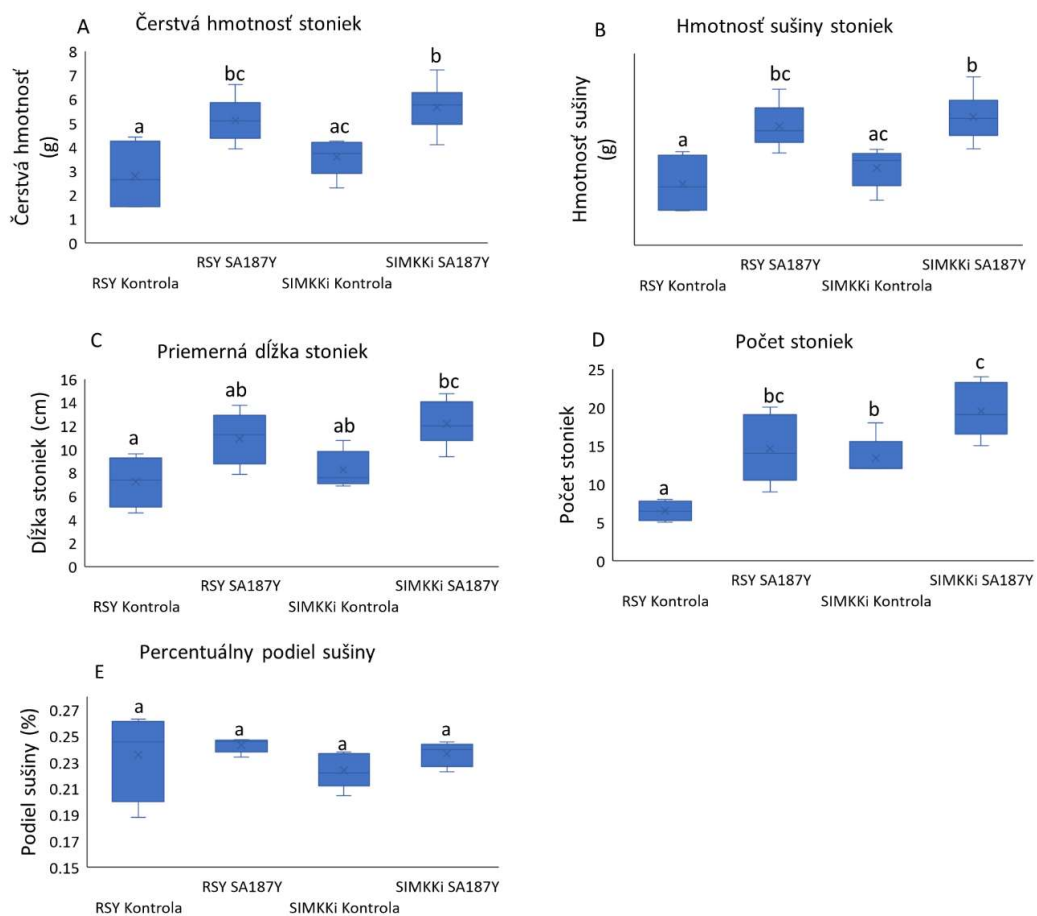 A
Čerstvá hmotnosť stoniek
Čerstvá hmotnosť
(g)
8
7
6
5
4
3
2
1
0
a
bc
ac
b
RSY Kontrola
RSY SA187Y
SIMKKi Kontrola
SIMKKi SA187Y
B
Hmotnosť sušiny stoniek
Hmotnosť sušiny
(g)
a
bc
ac
b
RSY Kontrola
RSY SA187Y
SIMKKi Kontrola
SIMKKi SA187Y
C
Priemerná dĺžka stoniek
Dĺžka stoniek (cm)
16
14
12
10
8
6
4
2
0
a
ab
ab
bc
RSY Kontrola
RSY SA187Y
SIMKKi Kontrola
SIMKKi SA187Y
D
Počet stoniek
Počet stoniek
25
20
15
10
5
0
a
bc
b
c
RSY Kontrola
RSY SA187Y
SIMKKi Kontrola
SIMKKi SA187Y
E
Percentuálny podiel sušiny
Podiel sušiny (%)
0.27
0.25
0.23
0.21
0.19
0.17
0.15
a
a
a
a
RSY Kontrola
RSY SA187Y
SIMKKi Kontrola
SIMKKi SA187Y